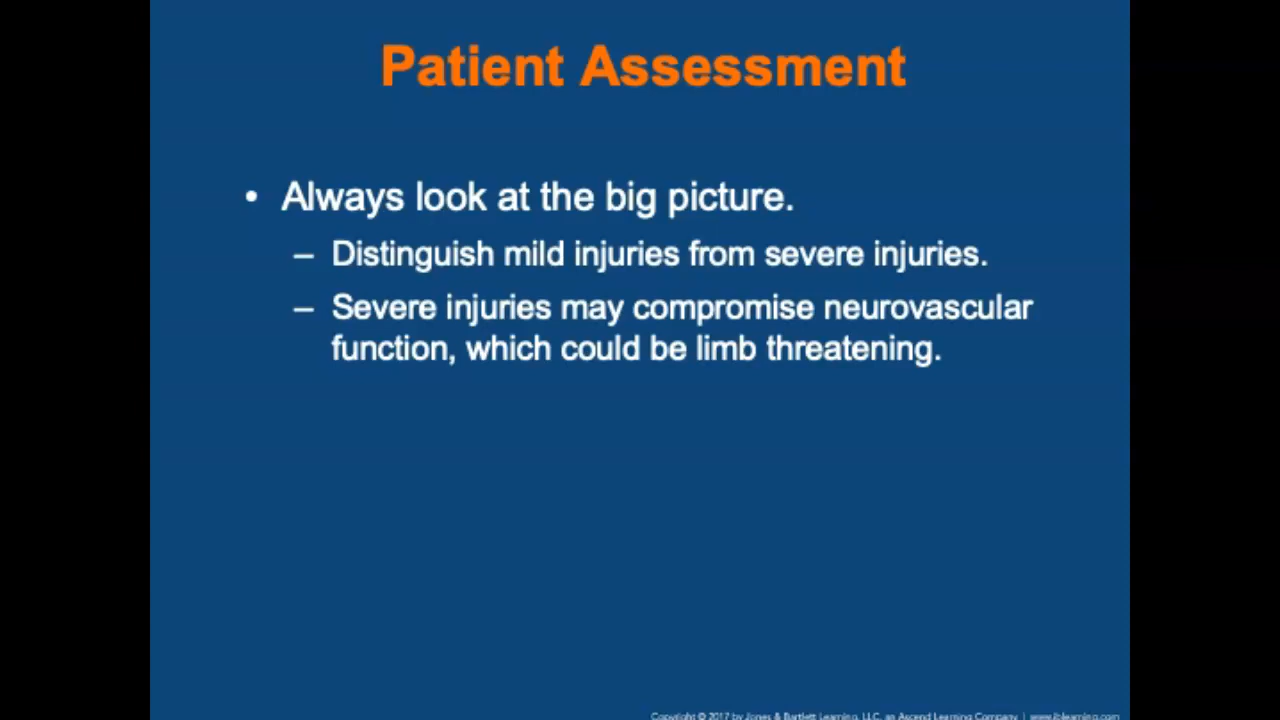 Patient Assessment
• Always look at the big picture.
– Distinguish mild injuries from severe injuries.
– Severe injuries may compromise neurovascular
function, which could be limb threatening.
Copyright © 2017 by Jones & Bartlett Learning, LLC, an Ascend Learning Company | www.jblearning.com